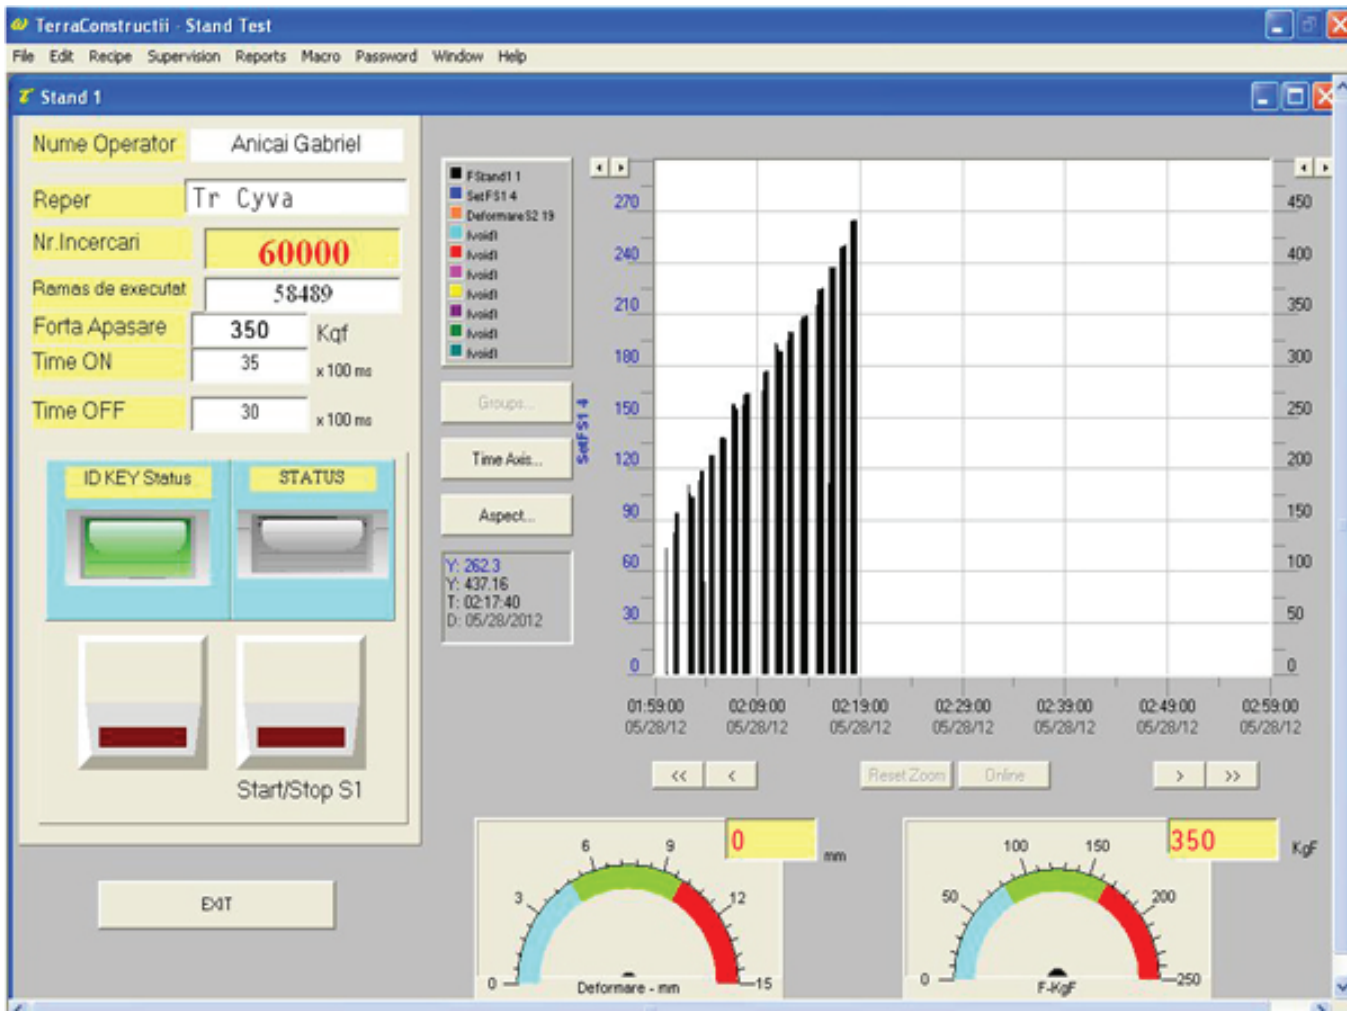 TerraConstructii - Stand Test
File Edit Recipe Supervision Reports Macro Password Window Help
Stand 1
Nume Operator Anicai Gabriel
Reper Tr Cyva
Nr.Incercari 60000
Ramas de executat 58489
Forta Apasare 350 Kgf
Time ON 35 x 100 ms
Time OFF 30 x 100 ms
ID KEY Status STATUS
Start/Stop S1
EXIT
FStand1 1
SetFS1 4
Deformare S2 19
!void!
!void!
!void!
!void!
!void!
!void!
!void!
Groups...
Time Axis...
Aspect...
Y: 262.3
Y: 437.16
T: 02:17:40
D: 05/28/2012
SetFS1 4
270
240
210
180
150
120
90
60
30
0
450
400
350
300
250
200
150
100
50
0
01:59:00 02:09:00 02:19:00 02:29:00 02:39:00 02:49:00 02:59:00
05/28/12 05/28/12 05/28/12 05/28/12 05/28/12 05/28/12 05/28/12
<< < Reset Zoom Online > >>
0 mm
0 3 6 9 12 15
Deformare - mm
350 KgF
0 50 100 150 200 250
F-KgF